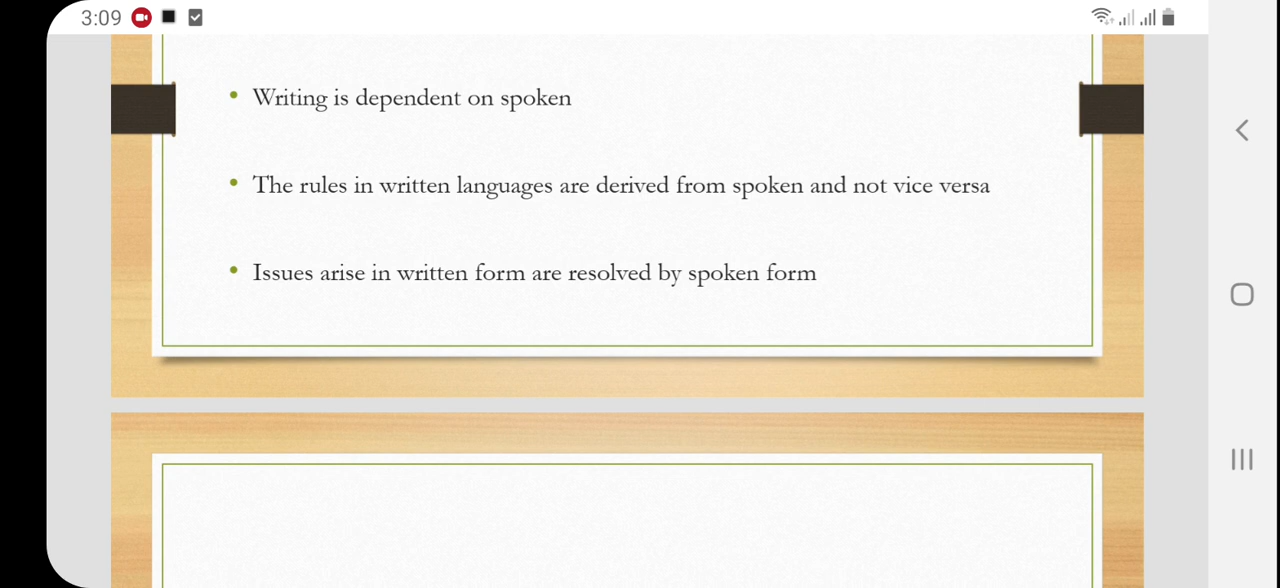 3:09
• Writing is dependent on spoken
• The rules in written languages are derived from spoken and not vice versa
• Issues arise in written form are resolved by spoken form